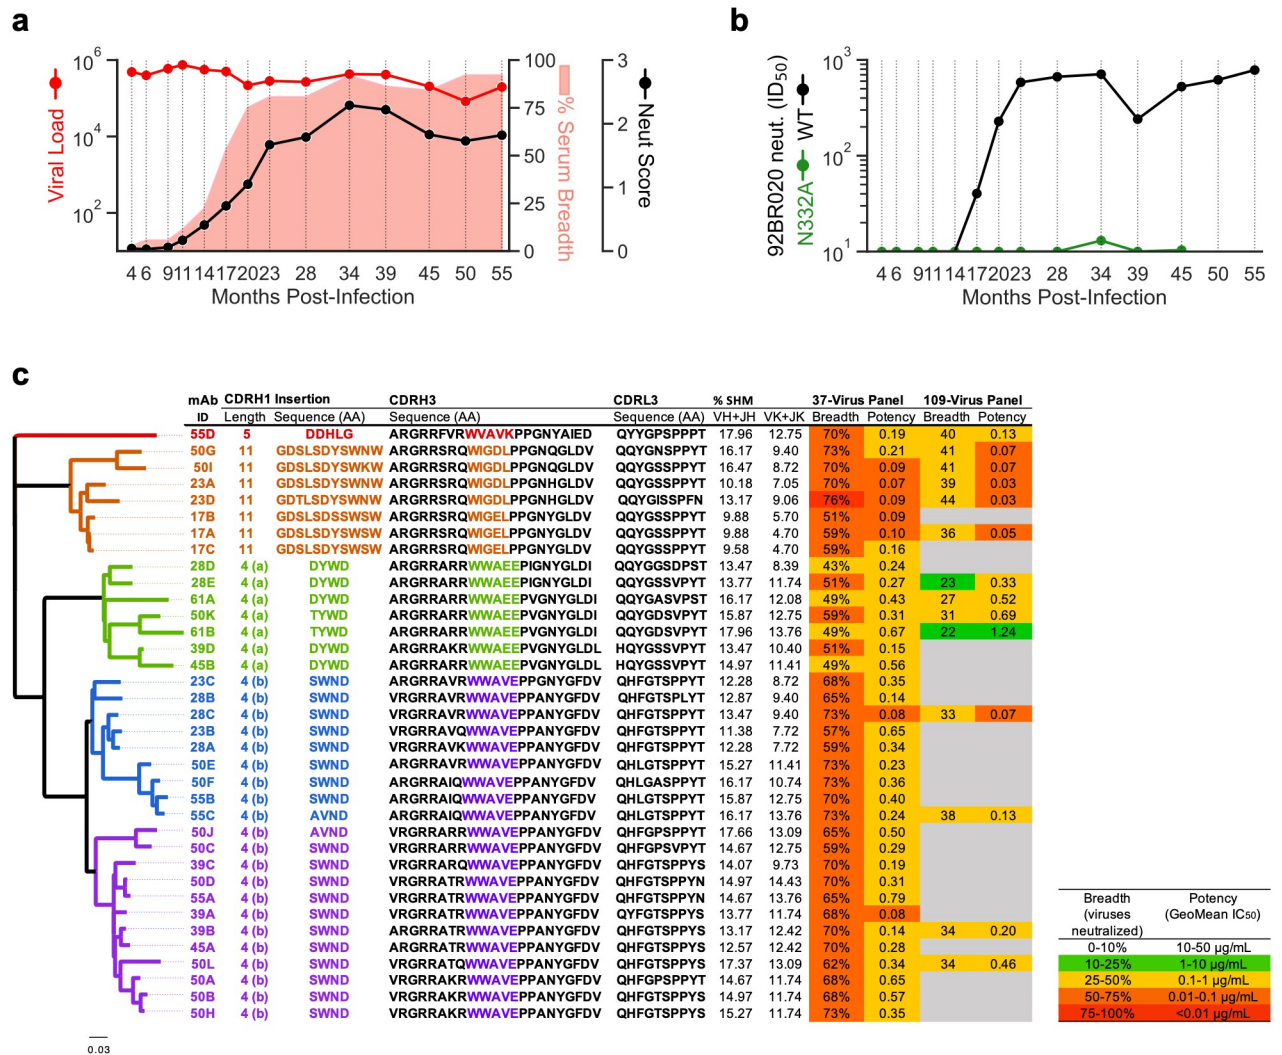 a
Viral Load
10^6
10^4
10^2
100
75
50
25
0
% Serum Breadth
3
2
1
0
Neut Score
4 6 9 11 14 17 20 23 28 34 39 45 50 55
Months Post-Infection
b
92BR020 neut. (ID50)
N332A WT
10^3
10^2
10^1
4 6 9 11 14 17 20 23 28 34 39 45 50 55
Months Post-Infection
c
mAb CDRH1 Insertion CDRH3 CDRL3 % SHM 37-Virus Panel 109-Virus Panel
ID Length Sequence (AA) Sequence (AA) Sequence (AA) VH+JH VK+JK Breadth Potency Breadth Potency
55D 5 DDHLG ARGRRFVRWVAVKPPGNYAIED QYYGPSPPPT 17.96 12.75 70% 0.19 40 0.13
50G 11 GDSLSDYSWNW ARGRRSRQWIGDLPPGNQGLDV QQYGNSPPYT 16.17 9.40 73% 0.21 41 0.07
50I 11 GDSLSDYSWKW ARGRRSRQWIGDLPPGNQGLDV QQYGSSPPYT 16.47 8.72 70% 0.09 41 0.07
23A 11 GDSLSDYSWNW ARGRRSRQWIGDLPPGNHGLDV QQYGSSPPYT 10.18 7.05 70% 0.07 39 0.03
23D 11 GDTLSDYSWNW ARGRRSRQWIGDLPPGNHGLDV QQYGISSPFN 13.17 9.06 76% 0.09 44 0.03
17B 11 GDSLSDSSWSW ARGRRSRQWIGELPPGNYGLDV QQYGSSPPYT 9.88 5.70 51% 0.09
17A 11 GDSLSDYSWSW ARGRRSRQWIGELPPGNYGLDV QQYGSSPPYT 9.88 4.70 59% 0.10 36 0.05
17C 11 GDSLSDYSWSW ARGRRSRQWIGELPPGNYGLDV QQYGSSPPYT 9.58 4.70 59% 0.16
28D 4 (a) DYWD ARGRRARRWWAEEPIGNYGLDI QQYGGSDPST 13.47 8.39 43% 0.24
28E 4 (a) DYWD ARGRRARRWWAEEPIGNYGLDI QQYGSSVPYT 13.77 11.74 51% 0.27 23 0.33
61A 4 (a) DYWD ARGRRARRWWAEEPVGNYGLDI QQYGASVPST 16.17 12.08 49% 0.43 27 0.52
50K 4 (a) TYWD ARGRRARRWWAEEPVGNYGLDI QQYGDSVPYT 15.87 12.75 59% 0.31 31 0.69
61B 4 (a) TYWD ARGRRARRWWAEEPVGNYGLDI QQYGDSVPYT 17.96 13.76 49% 0.67 22 1.24
39D 4 (a) DYWD ARGRRARRWWAEEPVGNYGLDL HQYGKSVPYT 13.47 10.40 51% 0.15
45B 4 (a) DYWD ARGRRARRWWAEEPVGNYGLDL HQYGSSVPYT 14.97 11.41 49% 0.56
23C 4 (b) SWND ARGRRAVRWWAVEPPGNYGFDV QHFGTSPPYT 12.28 8.72 68% 0.35
28B 4 (b) SWND VRGRRAVRWWAVEPPANYGFDV QHFGTSPLYT 12.87 9.40 65% 0.14
28C 4 (b) SWND VRGRRAVRWWAVEPPANYGFDV QHFGTSPPYT 13.47 9.40 73% 0.08 33 0.07
23B 4 (b) SWND VRGRRAVQWWAVEPPANYGFDV QHFGTSPPYT 11.38 7.72 57% 0.65
28A 4 (b) SWND VRGRRAVKWWAVEPPANYGFDV QHFGTSPPYT 12.28 7.72 59% 0.34
50E 4 (b) SWND VRGRRAVRWWAVEPPANYGFDV QHLGTSPPYT 15.27 11.41 73% 0.23
50F 4 (b) SWND ARGRRAIQWWAVEPPANYGFDV QHLGASPPYT 16.17 10.74 73% 0.36
55B 4 (b) SWND ARGRRAIQWWAVEPPANYGFDV QHLGTSPPYT 15.87 12.75 70% 0.40
55C 4 (b) AVND ARGRRAIQWWAVEPPANYGFDV QHLGTSPPYT 16.17 13.76 73% 0.24 38 0.13
50J 4 (b) AVND VRGRRARRWWAVEPPANYGFDV QHFGPSPPYT 17.66 13.09 65% 0.50
50C 4 (b) SWND VRGRRARRWWAVEPPANYGFDV QHFGPSVPYT 14.67 12.75 59% 0.29
39C 4 (b) SWND VRGRRARQWWAVEPPANYGFDV QHFGTSPPYS 14.07 9.73 70% 0.19
50D 4 (b) SWND VRGRRATRWWAVEPPANYGFDV QHFGTSPPYN 14.97 14.43 70% 0.31
55A 4 (b) SWND VRGRRATRWWAVEPPANYGFDV QHFGTSPPYN 14.67 13.76 65% 0.79
39A 4 (b) SWND VRGRRATRWWAVEPPANYGFDV QYFGTSPPYS 13.77 11.74 68% 0.08
39B 4 (b) SWND ARGRRATRWWAVEPPANYGFDV QHFGTSPPYS 13.17 12.42 70% 0.14 34 0.20
45A 4 (b) SWND ARGRRATRWWAVEPPANYGFDV QHFGTSPPYS 12.57 12.42 70% 0.28
50L 4 (b) SWND VRGRRATQWWAVEPPANYGFDV QHFGTSPPYS 17.37 13.09 62% 0.34 34 0.46
50A 4 (b) SWND VRGRRAKRWWAVEPPANYGFDV QHFGTSPPYT 14.67 11.74 68% 0.65
50B 4 (b) SWND VRGRRAKRWWAVEPPANYGFDV QHFGTSPPYS 14.97 11.74 68% 0.57
50H 4 (b) SWND VRGRRAKRWWAVEPPANYGFDV QHFGTSPPYS 15.27 11.74 73% 0.35
0.03
Breadth Potency
(viruses (GeoMean IC50)
neutralized)
0-10% 10-50 µg/mL
10-25% 1-10 µg/mL
25-50% 0.1-1 µg/mL
50-75% 0.01-0.1 µg/mL
75-100% <0.01 µg/mL